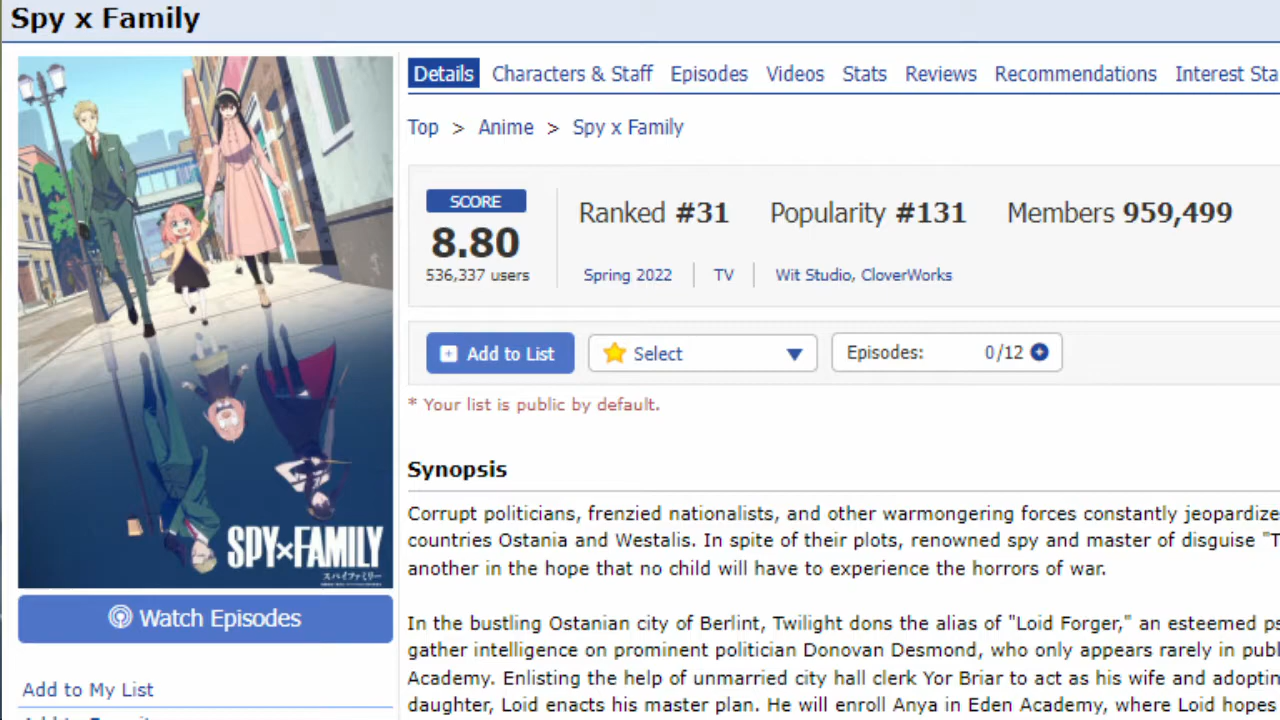 Spy x Family
Details Characters & Staff Episodes Videos Stats Reviews Recommendations Interest Sta
Top > Anime > Spy x Family
SCORE
8.80
536,337 users
Ranked #31 Popularity #131 Members 959,499
Spring 2022 TV Wit Studio, CloverWorks
Add to List Select Episodes: 0/12
* Your list is public by default.
Synopsis
Corrupt politicians, frenzied nationalists, and other warmongering forces constantly jeopardize
countries Ostania and Westalis. In spite of their plots, renowned spy and master of disguise "T
another in the hope that no child will have to experience the horrors of war.
In the bustling Ostanian city of Berlint, Twilight dons the alias of "Loid Forger," an esteemed ps
gather intelligence on prominent politician Donovan Desmond, who only appears rarely in publ
Academy. Enlisting the help of unmarried city hall clerk Yor Briar to act as his wife and adoptin
daughter, Loid enacts his master plan. He will enroll Anya in Eden Academy, where Loid hopes
SPY×FAMILY
スパイファミリー
Watch Episodes
Add to My List